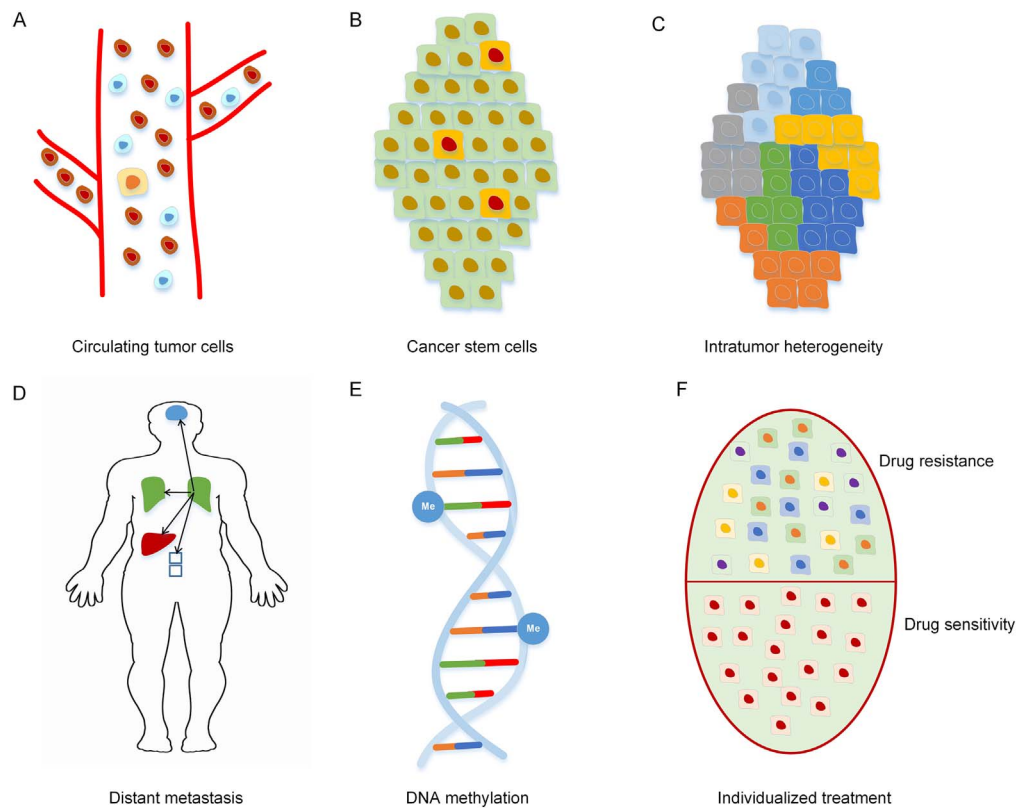 A
B
C
Circulating tumor cells
Cancer stem cells
Intratumor heterogeneity
D
E
F
Me
Me
Drug resistance
Drug sensitivity
Distant metastasis
DNA methylation
Individualized treatment